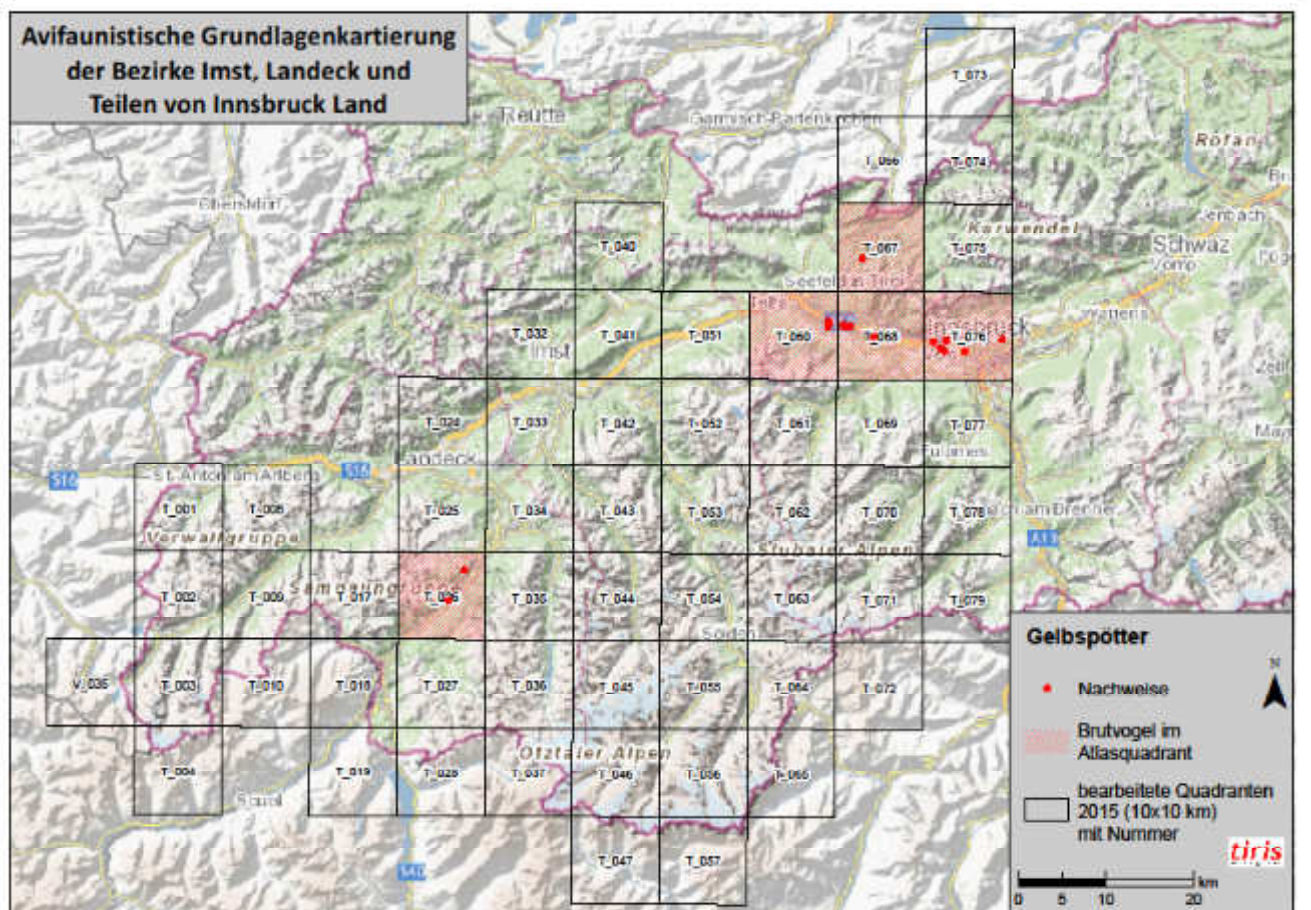 Avifaunistische Grundlagenkartierung
der Bezirke Imst, Landeck und
Teilen von Innsbruck Land
T_073
Reutte
Garmisch-Partenkirchen
Rofan
T_066
T_074
Oberstdorf
Jenbach
T_040
T_067
Karwendel
T_075
Schwaz
Vomp
Seefeld in Tirol
Telfs
T_032
Imst
T_041
T_051
T_060
T_068
T_076
Wattens
T_024
T_033
T_042
T_052
T_061
T_069
T_077
Fulpmes
Landeck
S16
St. Anton am Arlberg
S16
T_001
T_008
T_025
T_034
T_043
T_053
T_062
T_070
T_078
Verwallgruppe
Stubaier Alpen
A13
T_002
T_009
T_017
T_026
T_035
T_044
T_054
T_063
T_071
T_079
Sölden
V_035
T_003
T_010
T_018
T_027
T_036
T_045
T_055
T_064
T_072
Ötztaler Alpen
T_004
T_019
T_028
T_037
T_046
T_056
T_065
Scuol
S40
T_047
T_057
Gelbspötter
N
Nachweise
Brutvogel im
Atlasquadrant
bearbeitete Quadranten
2015 (10x10 km)
mit Nummer
tiris
km
0 5 10 20